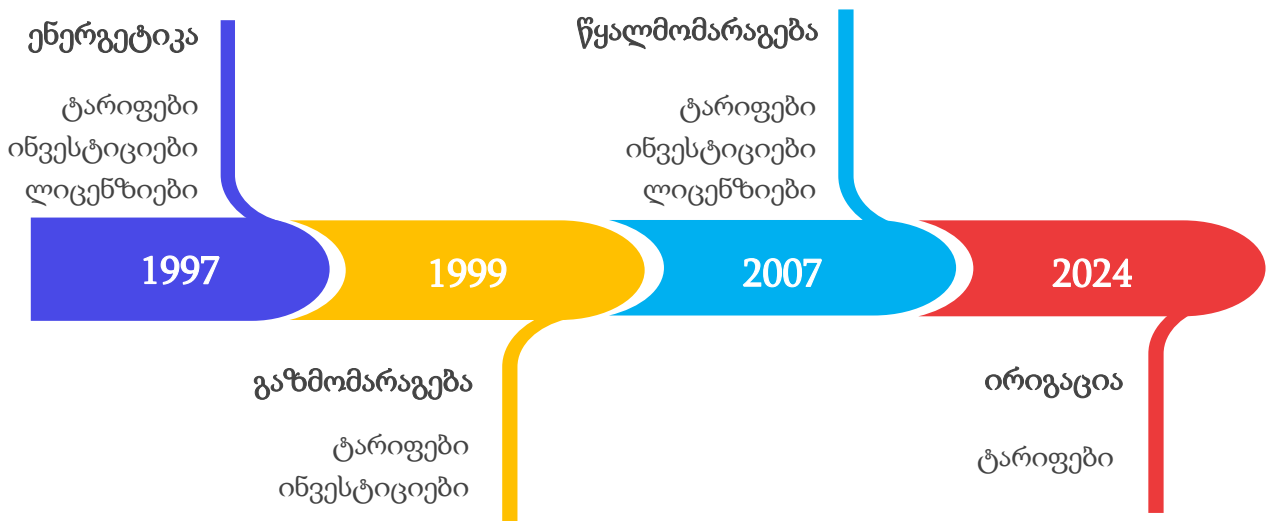 ენერგეტიკა
ტარიფები
ინვესტიციები
ლიცენზიები
1997
გაზმომარაგება
ტარიფები
ინვესტიციები
1999
წყალმომარაგება
ტარიფები
ინვესტიციები
ლიცენზიები
2007
ირიგაცია
ტარიფები
2024